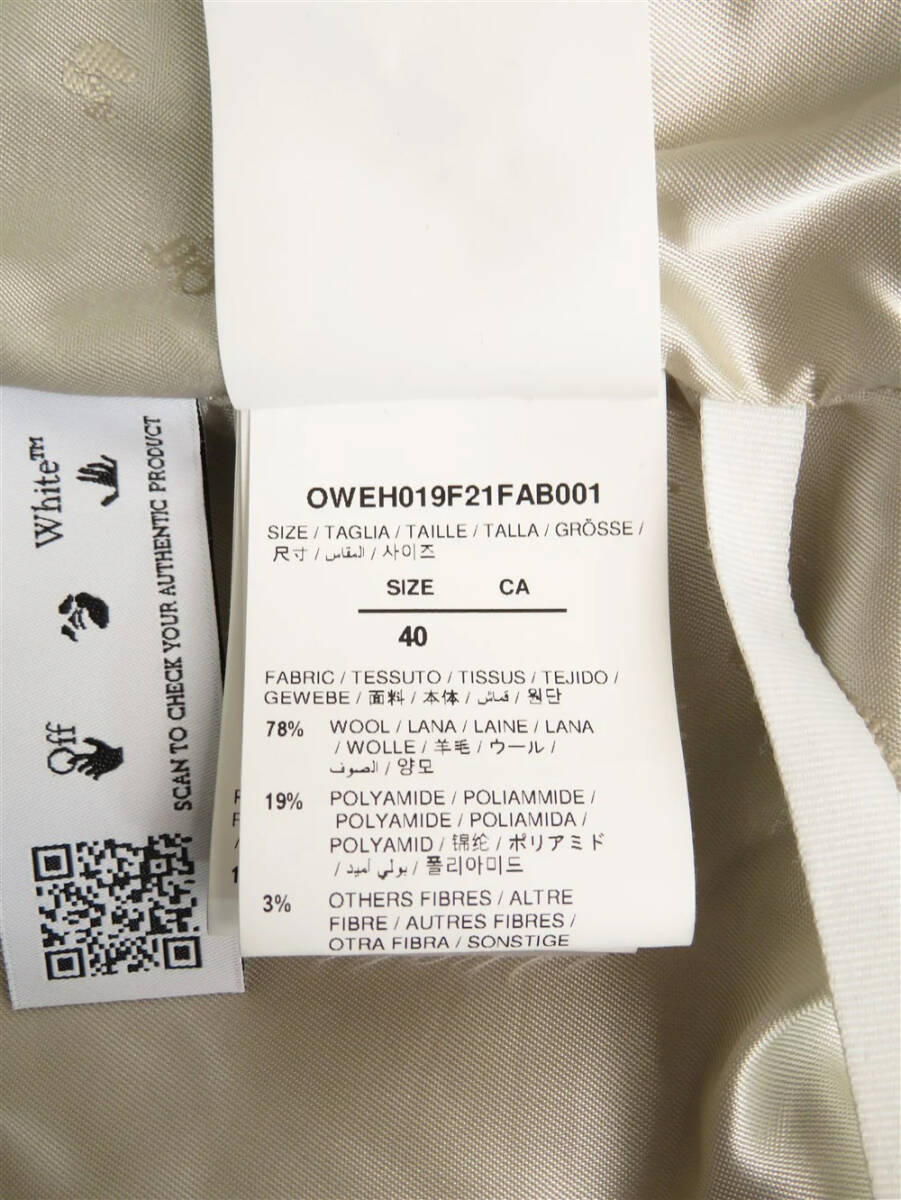 OWEH019F21FAB001
SIZE / TAGLIA / TAILLE / TALLA / GRÖSSE /
尺寸 / المقاس / 사이즈
SIZE CA
40
FABRIC / TESSUTO / TISSUS / TEJIDO /
GEWEBE / 面料 / 本体 / قماش / 원단
78% WOOL / LANA / LAINE / LANA
/ WOLLE / 羊毛 / ウール /
الصوف / 양모
19% POLYAMIDE / POLIAMMIDE /
POLYAMIDE / POLIAMIDA /
POLYAMID / 锦纶 / ポリアミド
/ بولي أميد / 폴리아미드
3% OTHERS FIBRES / ALTRE
FIBRE / AUTRES FIBRES /
OTRA FIBRA / SONSTIGE
Off White™
SCAN TO CHECK YOUR AUTHENTIC PRODUCT